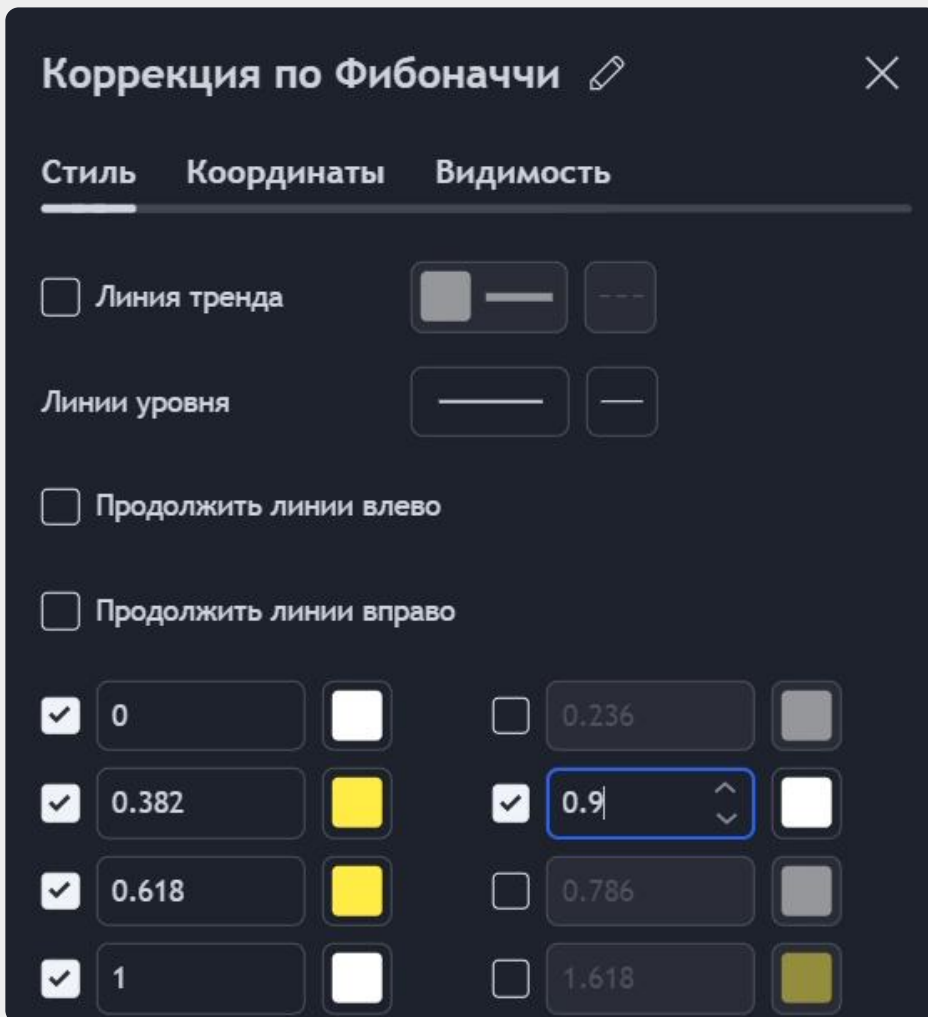 Коррекция по Фибоначчи
Стиль Координаты Видимость
Линия тренда
Линии уровня
Продолжить линии влево
Продолжить линии вправо
0 0.236
0.382 0.9
0.618 0.786
1 1.618